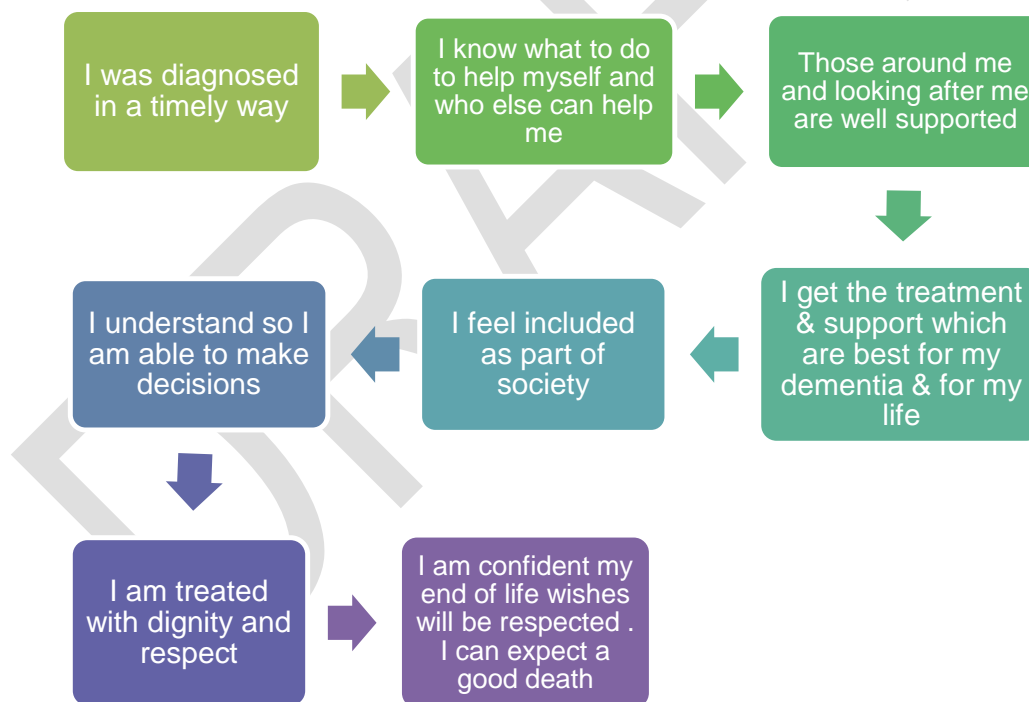 I was diagnosed
in a timely way
I know what to do
to help myself and
who else can help
me
Those around me
and looking after me
are well supported
I get the treatment
& support which
are best for my
dementia & for my
life
I feel included
as part of
society
I understand so I
am able to make
decisions
I am treated
with dignity and
respect
I am confident my
end of life wishes
will be respected .
I can expect a
good death